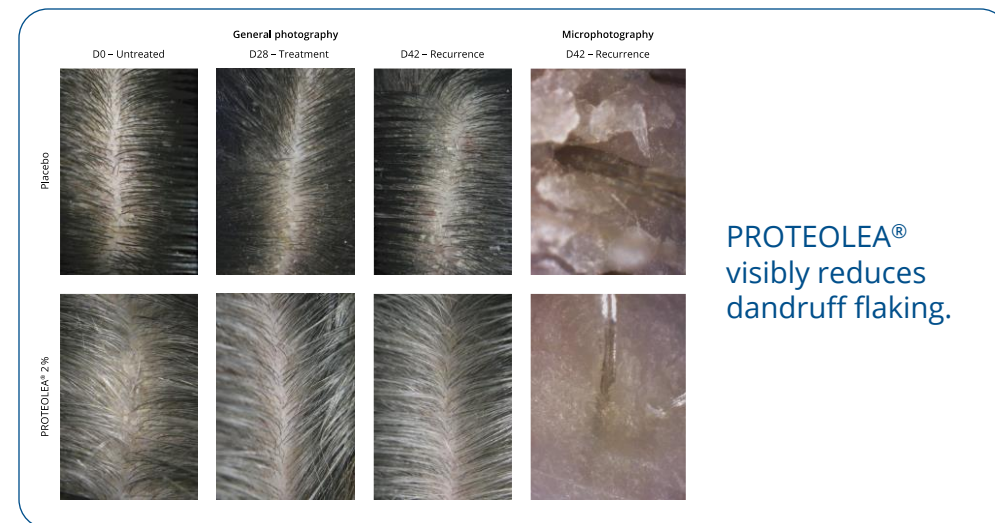 General photography
Microphotography
D0 – Untreated
D28 – Treatment
D42 – Recurrence
D42 – Recurrence
Placebo
PROTEOLEA® 2%
PROTEOLEA®
visibly reduces
dandruff flaking.